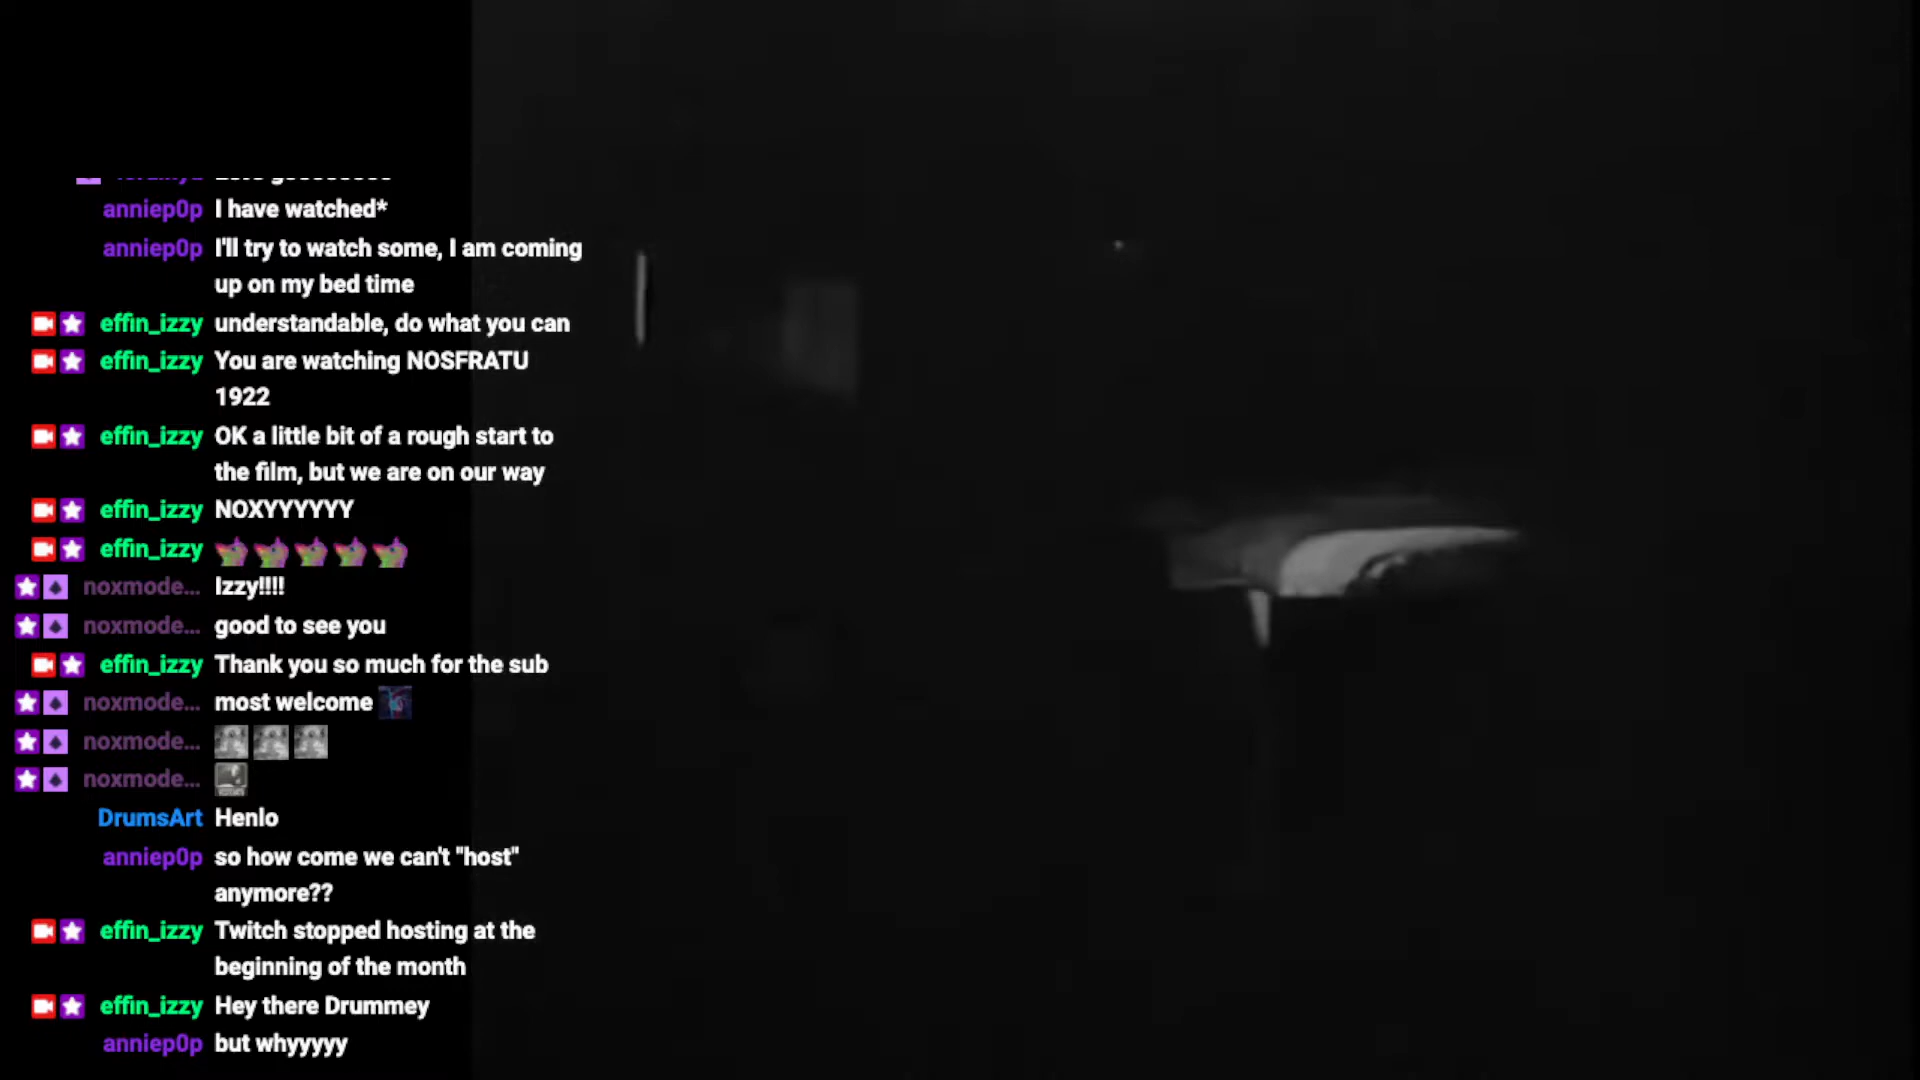 anniep0p I have watched*
anniep0p I'll try to watch some, I am coming
up on my bed time
effin_izzy understandable, do what you can
effin_izzy You are watching NOSFRATU
1922
effin_izzy OK a little bit of a rough start to
the film, but we are on our way
effin_izzy NOXYYYYYY
effin_izzy
noxmode... Izzy!!!!
noxmode... good to see you
effin_izzy Thank you so much for the sub
noxmode... most welcome
noxmode...
noxmode...
DrumsArt Henlo
anniep0p so how come we can't "host"
anymore??
effin_izzy Twitch stopped hosting at the
beginning of the month
effin_izzy Hey there Drummey
anniep0p but whyyyyy